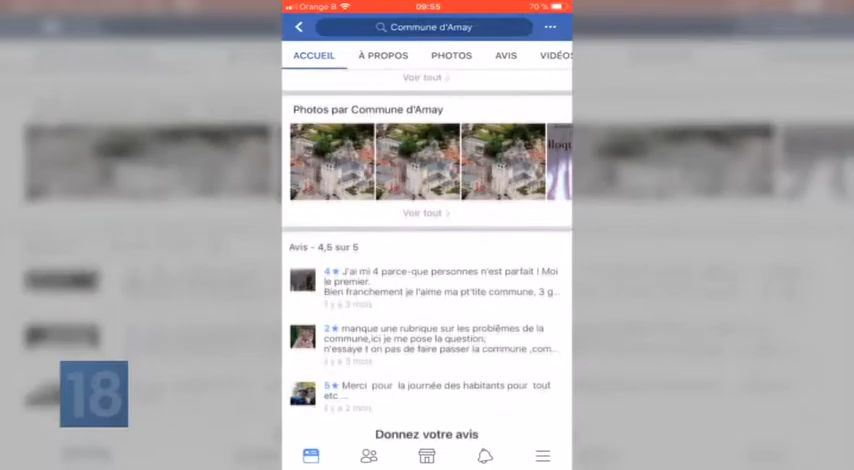 Orange B
09:55
70 %
Commune d'Amay
ACCUEIL
À PROPOS
PHOTOS
AVIS
VIDÉOS
Voir tout
Photos par Commune d'Amay
lloqu
Voir tout
Avis - 4,5 sur 5
4★ J'ai mi 4 parce-que personnes n'est parfait ! Moi
le premier.
Bien franchement je l'aime ma pt'tite commune, 3 g...
Il y a 3 mois
2★ manque une rubrique sur les problèmes de la
commune,ici je me pose la question;
n'essaye t on pas de faire passer la commune ,com...
Il y a 3 mois
5★ Merci pour la journée des habitants pour tout
etc ...
Il y a 2 mois
18
Donnez votre avis